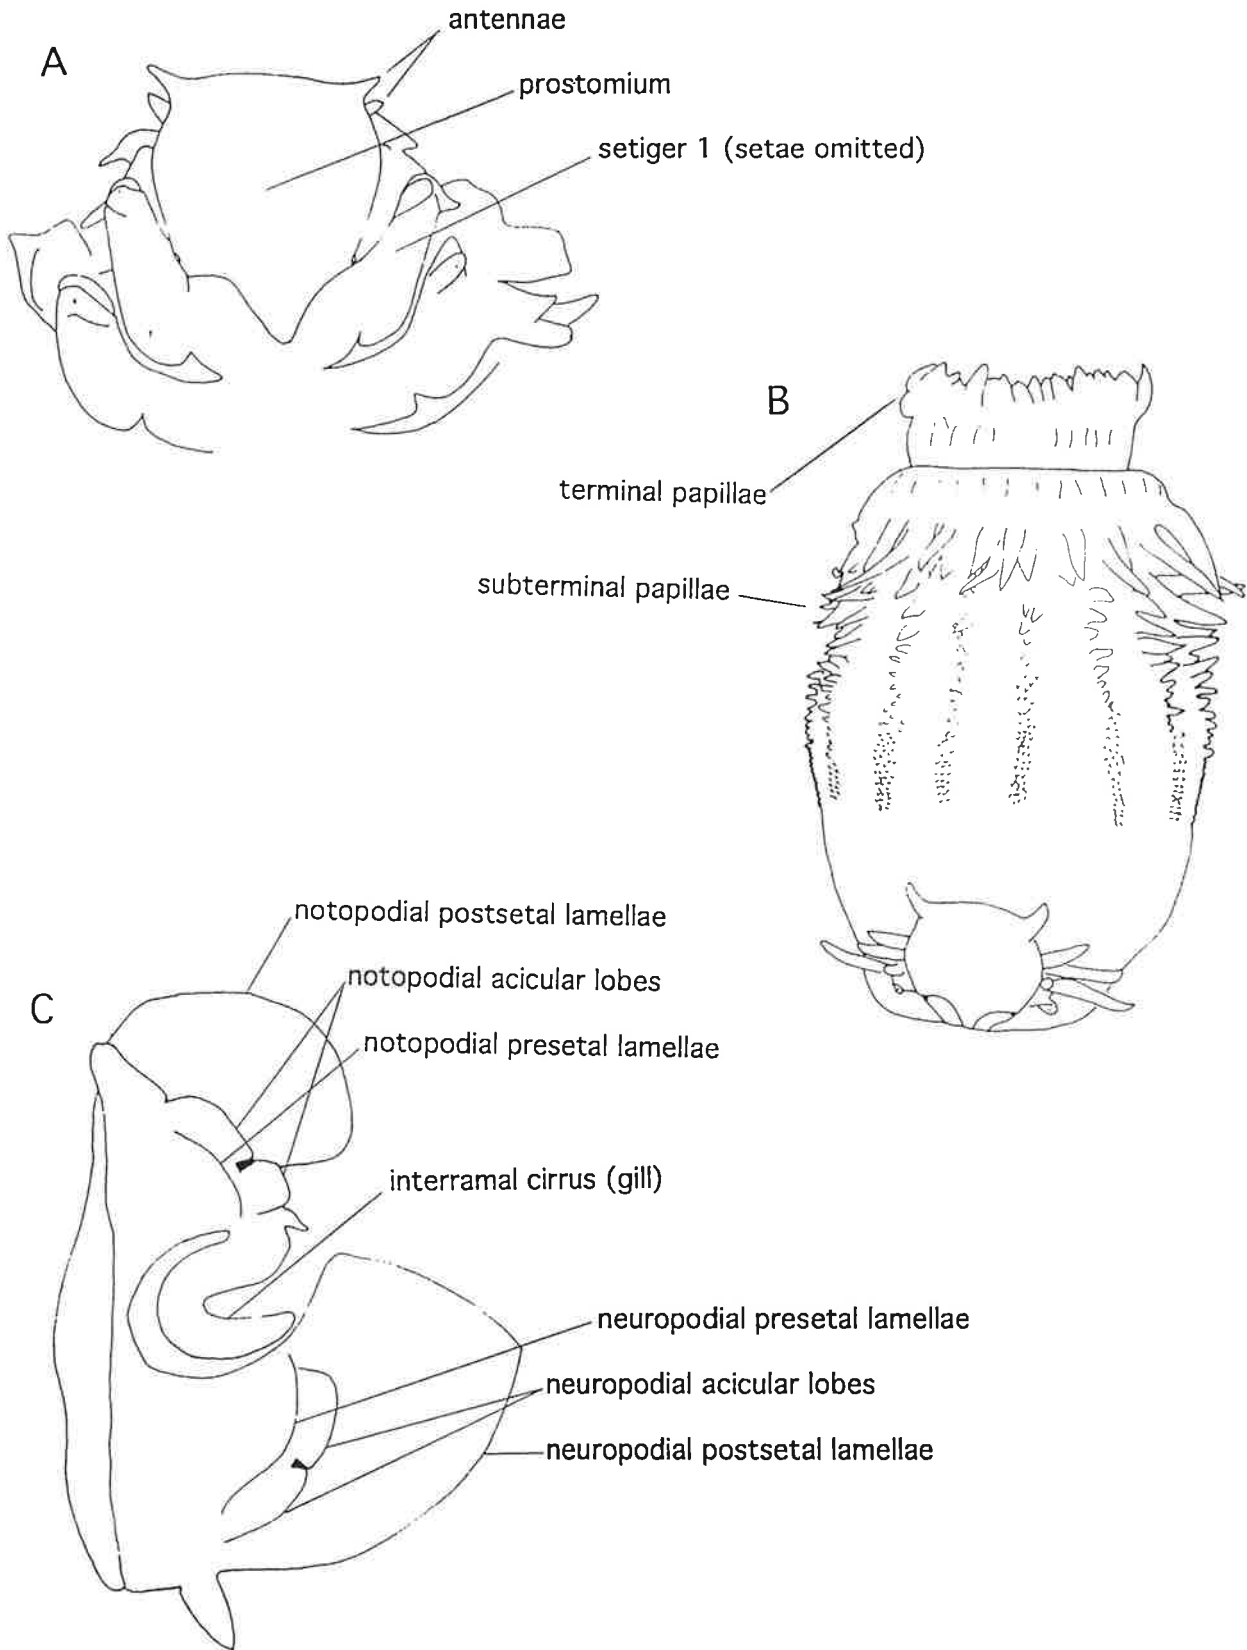 A
antennae
prostomium
setiger 1 (setae omitted)
B
terminal papillae
subterminal papillae
C
notopodial postsetal lamellae
notopodial acicular lobes
notopodial presetal lamellae
interramal cirrus (gill)
neuropodial presetal lamellae
neuropodial acicular lobes
neuropodial postsetal lamellae